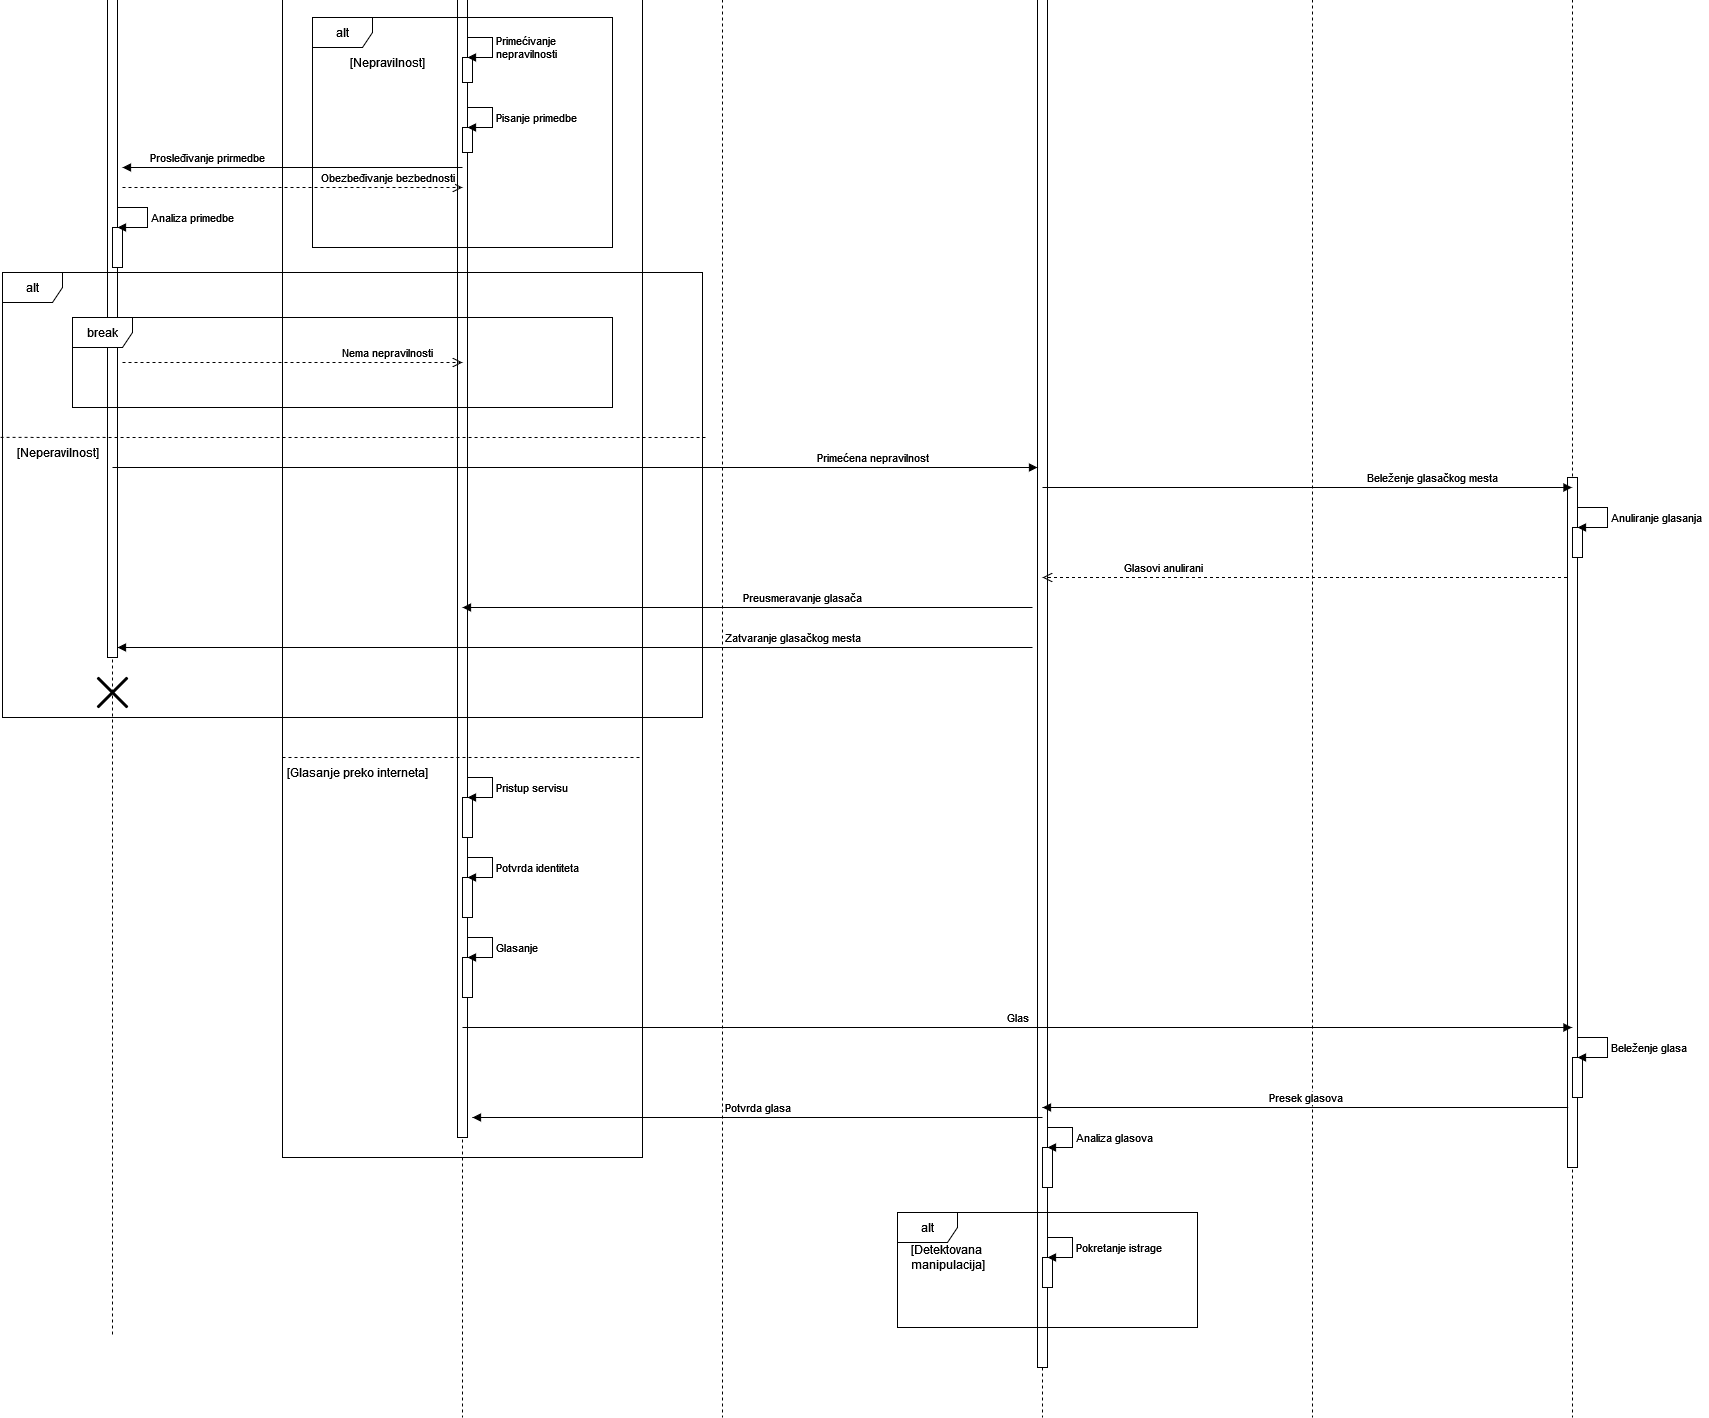 alt
Primećivanje
nepravilnosti
[Nepravilnost]
Pisanje primedbe
Prosleđivanje prirmedbe
Obezbeđivanje bezbednosti
Analiza primedbe
alt
break
Nema nepravilnosti
[Neperavilnost]
Primećena nepravilnost
Beleženje glasačkog mesta
Anuliranje glasanja
Glasovi anulirani
Preusmeravanje glasača
Zatvaranje glasačkog mesta
[Glasanje preko interneta]
Pristup servisu
Potvrda identiteta
Glasanje
Glas
Beleženje glasa
Presek glasova
Potvrda glasa
Analiza glasova
alt
[Detektovana
manipulacija]
Pokretanje istrage